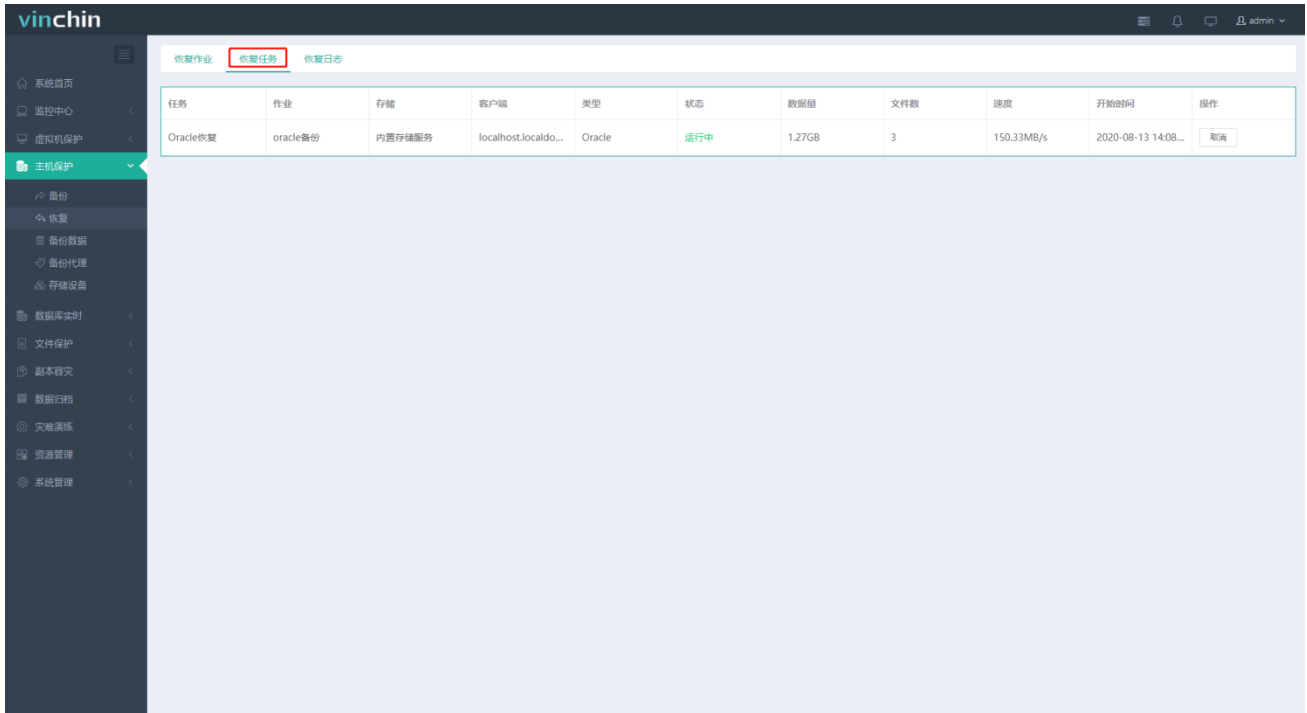 vinchin
admin
恢复作业 恢复任务 恢复日志
系统首页
监控中心
虚拟机保护
主机保护
备份
恢复
备份数据
备份代理
存储设备
数据库实时
文件保护
副本容灾
数据归档
灾难演练
资源管理
系统管理
任务 作业 存储 客户端 类型 状态 数据量 文件数 速度 开始时间 操作
Oracle恢复 oracle备份 内置存储服务 localhost.localdo... Oracle 运行中 1.27GB 3 150.33MB/s 2020-08-13 14:08... 取消